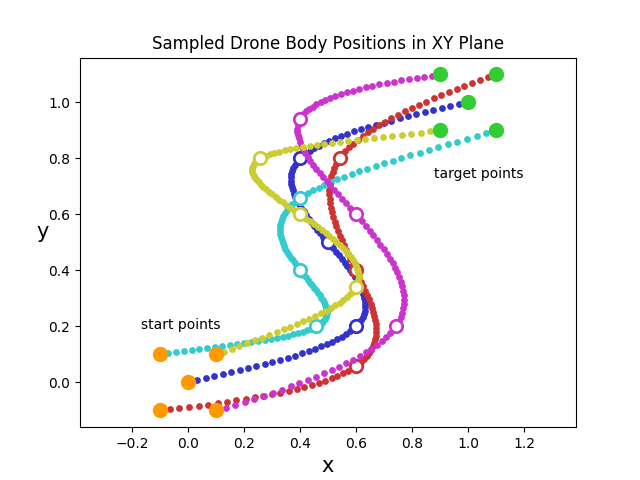 Sampled Drone Body Positions in XY Plane
1.0
0.8
0.6
0.4
0.2
0.0
y
target points
start points
−0.2
0.0
0.2
0.4
0.6
0.8
1.0
1.2
x